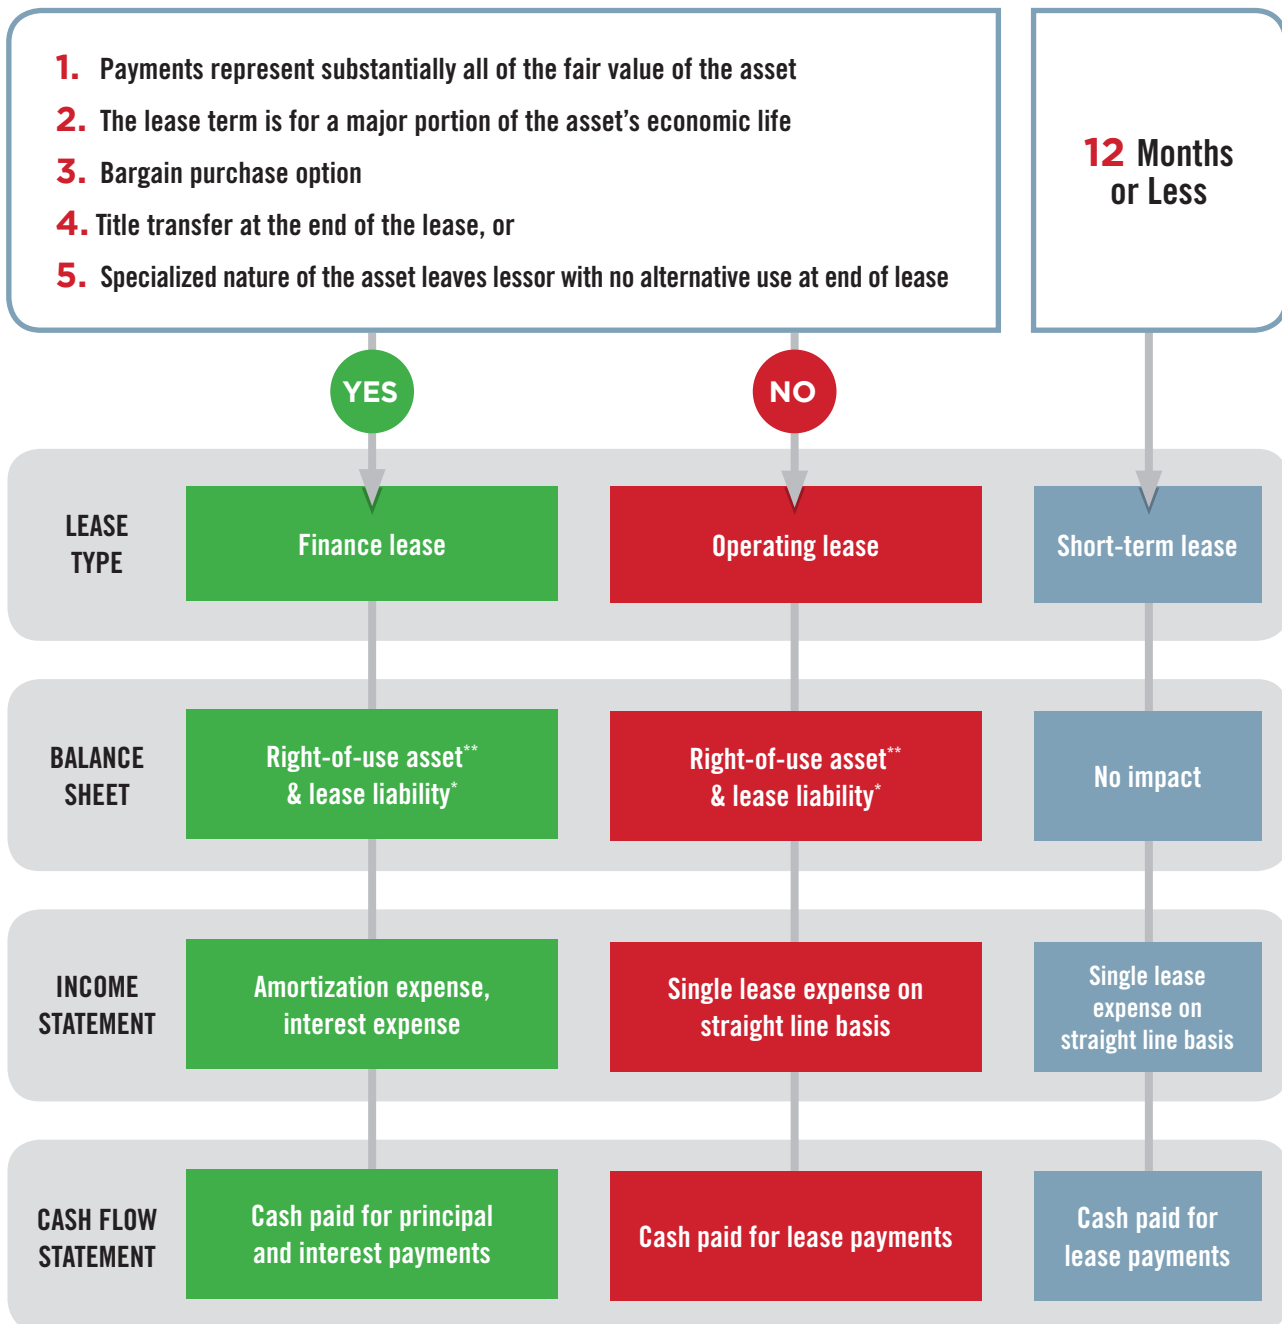 1. Payments represent substantially all of the fair value of the asset
2. The lease term is for a major portion of the asset's economic life
3. Bargain purchase option
4. Title transfer at the end of the lease, or
5. Specialized nature of the asset leaves lessor with no alternative use at end of lease
12 Months
or Less
YES
NO
LEASE
TYPE
Finance lease
Operating lease
Short-term lease
BALANCE
SHEET
Right-of-use asset**
& lease liability*
Right-of-use asset**
& lease liability*
No impact
INCOME
STATEMENT
Amortization expense,
interest expense
Single lease expense on
straight line basis
Single lease
expense on
straight line basis
CASH FLOW
STATEMENT
Cash paid for principal
and interest payments
Cash paid for lease payments
Cash paid for
lease payments